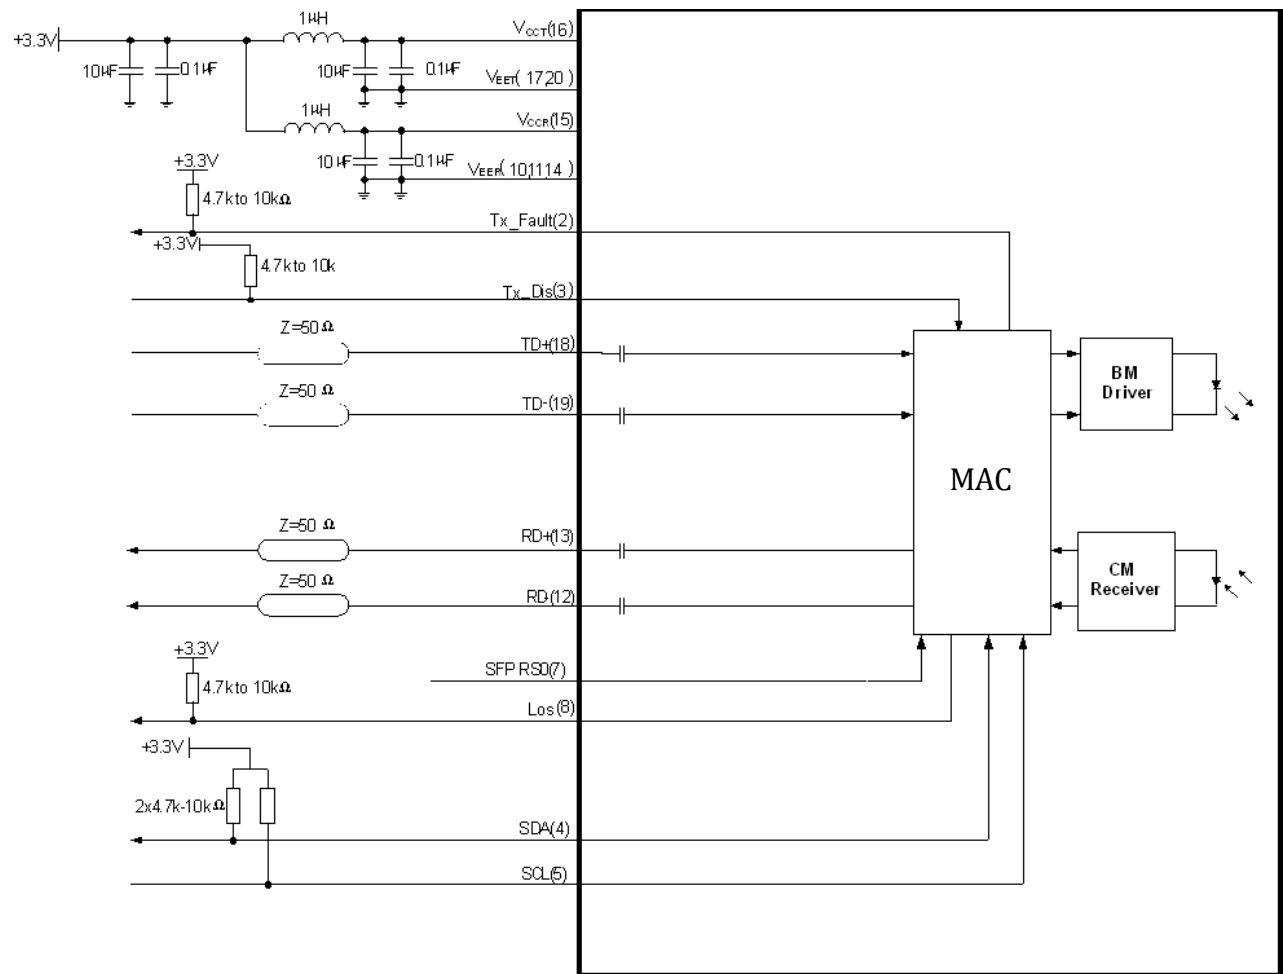 1μH
VCCT(16)
+3.3V
10μF
0.1μF
10μF
0.1μF
VEET( 17,20)
1μH
VCCR(15)
+3.3V
10μF
0.1μF
VEER( 10,11,14)
4.7k to 10kΩ
Tx_Fault(2)
+3.3V
4.7k to 10k
Tx_Dis(3)
Z=50 Ω
TD+(18)
BM
Driver
Z=50 Ω
TD-(19)
MAC
Z=50 Ω
RD+(13)
CM
Receiver
Z=50 Ω
RD-(12)
+3.3V
SFP RS0(7)
4.7k to 10kΩ
Los(8)
+3.3V
2x4.7k-10kΩ
SDA(4)
SCL(5)